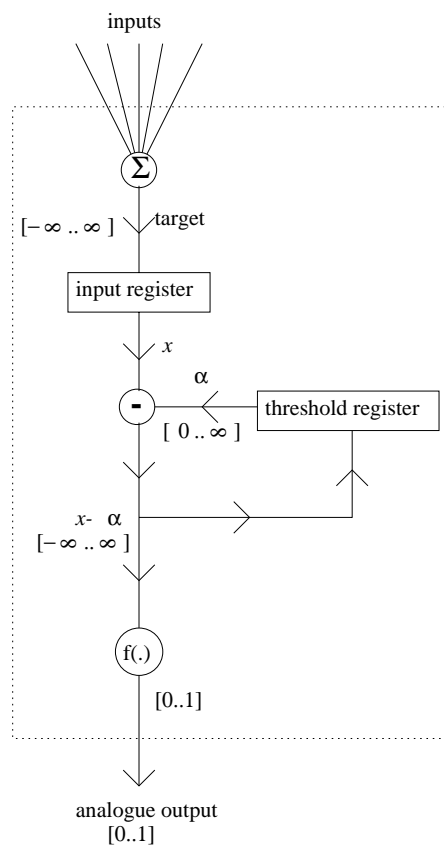 inputs
Σ
target
[-∞ .. ∞ ]
input register
x
α
-
threshold register
[ 0 .. ∞ ]
x- α
[-∞ .. ∞ ]
f(.)
[0..1]
analogue output
[0..1]